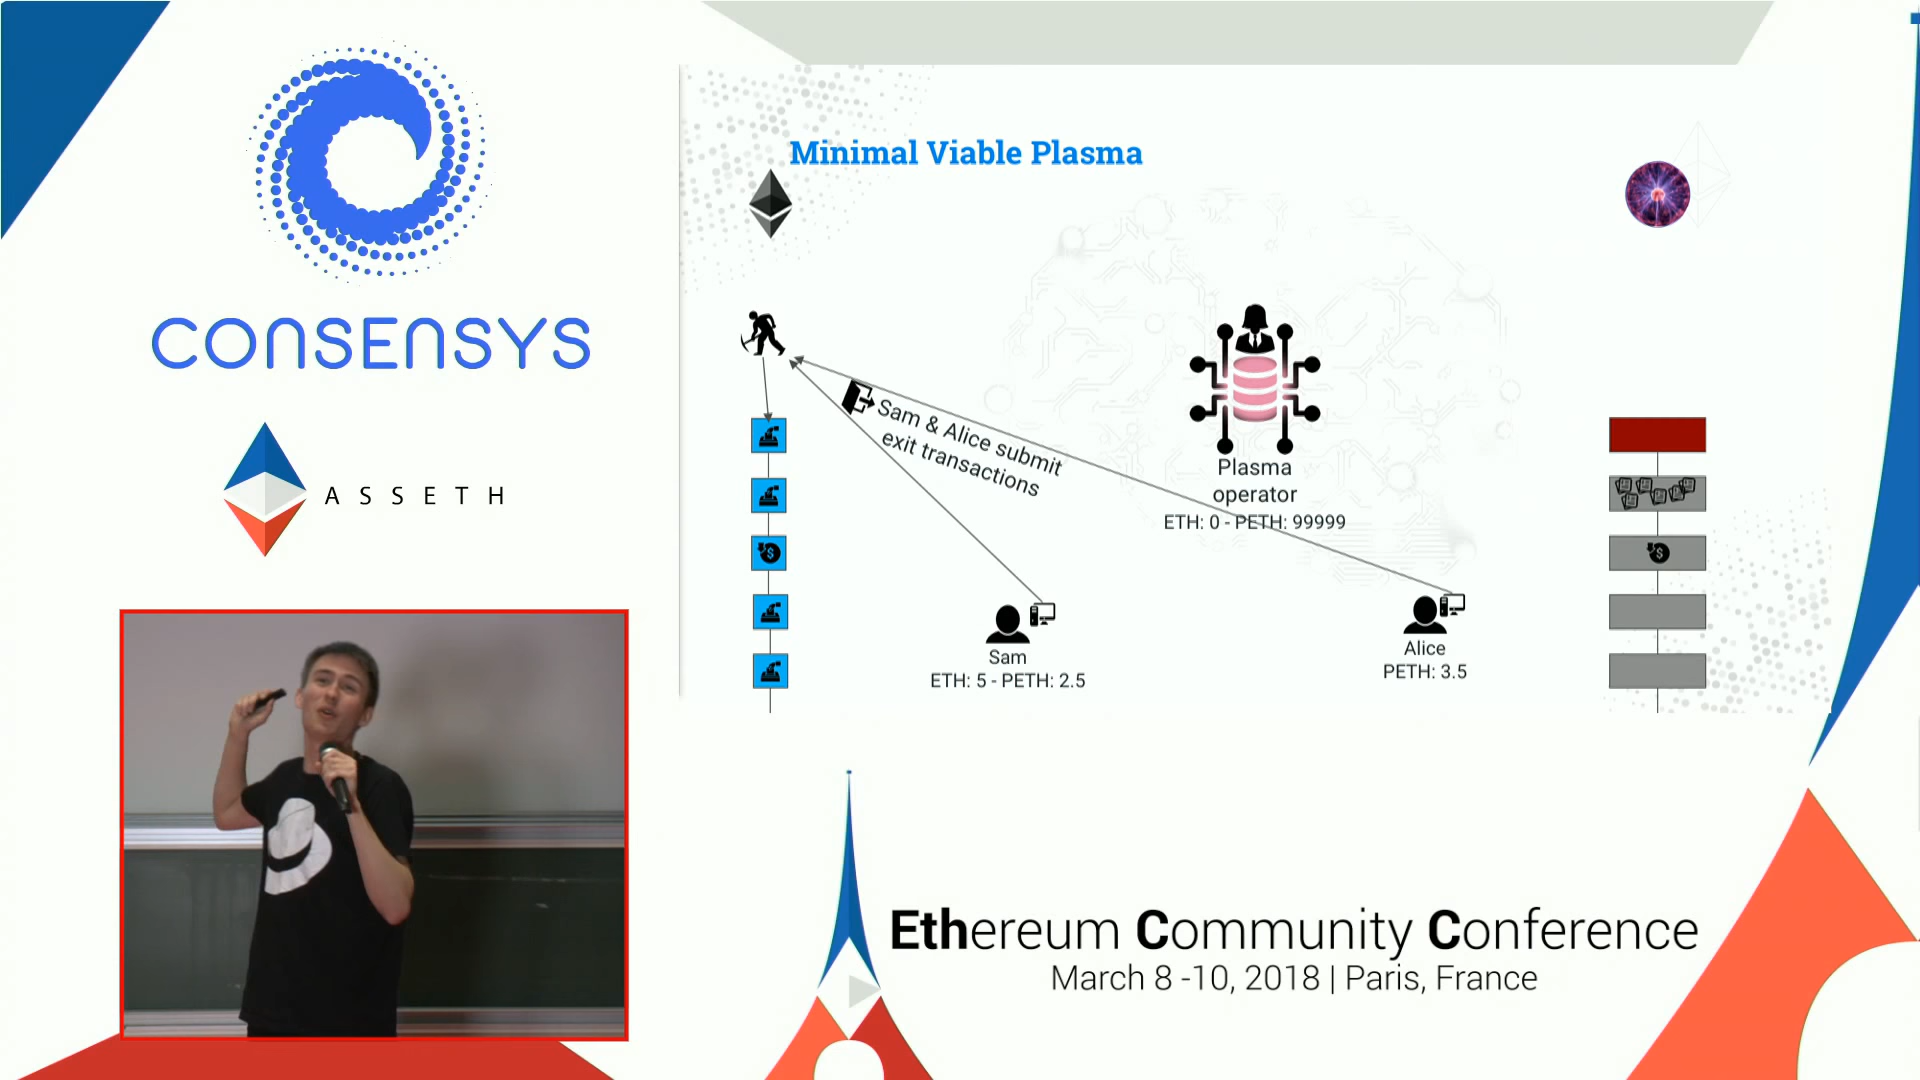 CONSENSYS
ASSETH
Minimal Viable Plasma
Sam & Alice submit
exit transactions
Plasma
operator
ETH: 0 - PETH: 99999
Sam
ETH: 5 - PETH: 2.5
Alice
PETH: 3.5
Ethereum Community Conference
March 8 -10, 2018 | Paris, France